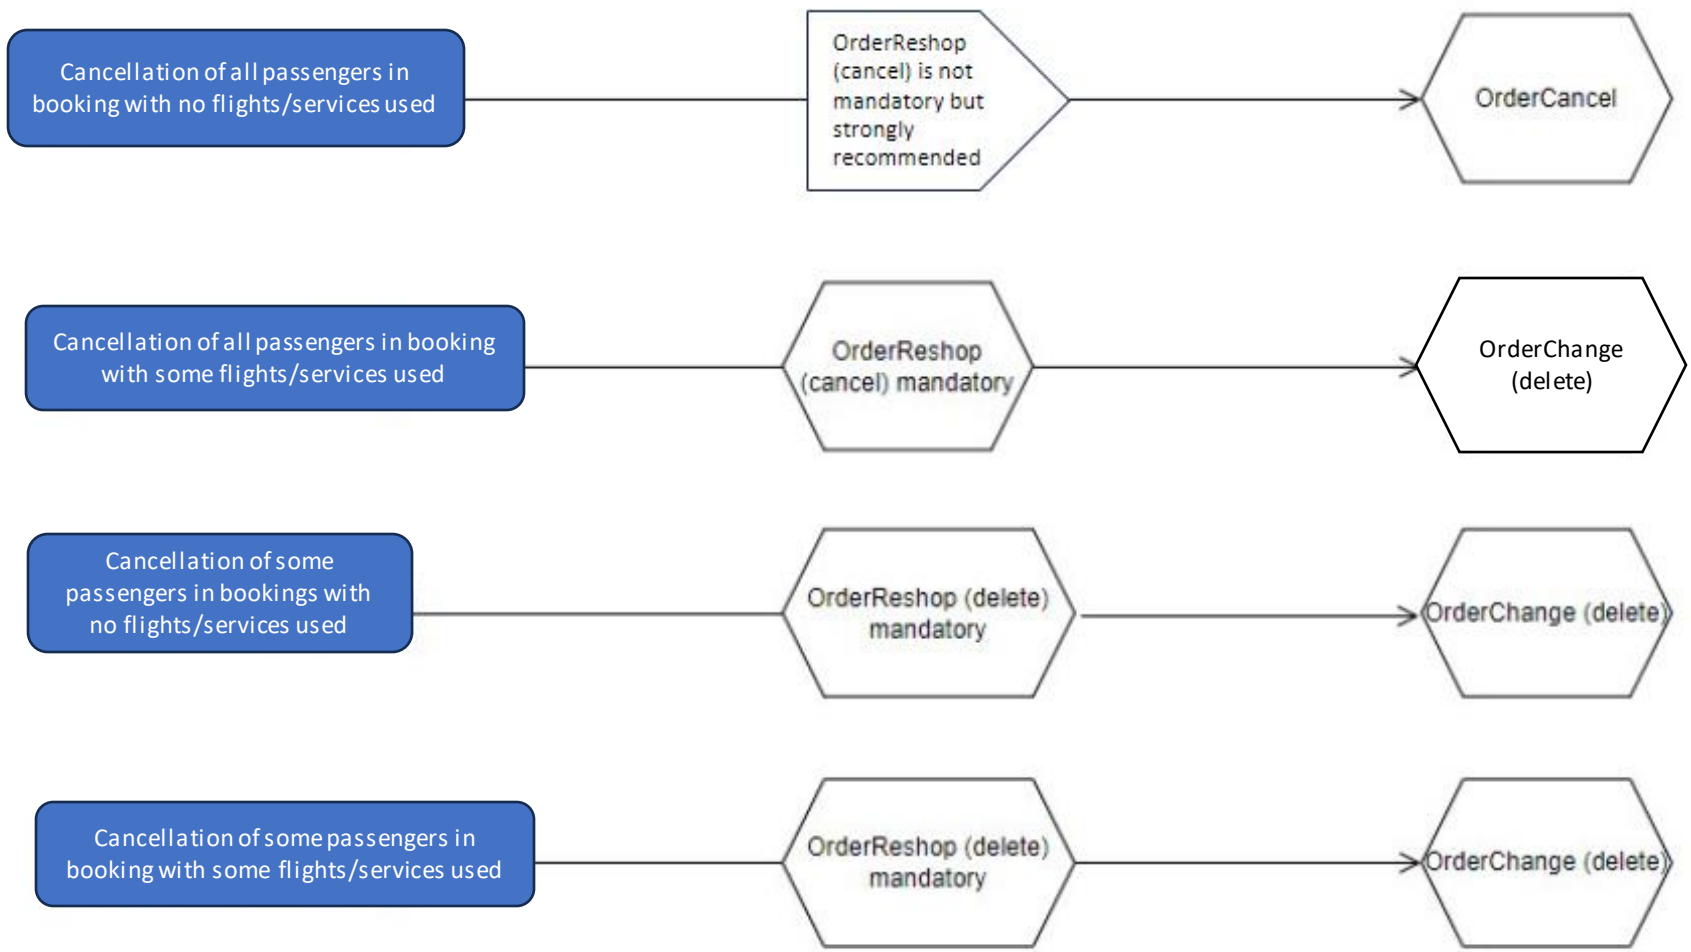 Cancellation of all passengers in
booking with no flights/services used
OrderReshop
(cancel) is not
mandatory but
strongly
recommended
OrderCancel
Cancellation of all passengers in booking
with some flights/services used
OrderReshop
(cancel) mandatory
OrderChange
(delete)
Cancellation of some
passengers in bookings with
no flights/services used
OrderReshop (delete)
mandatory
OrderChange (delete)
Cancellation of some passengers in
booking with some flights/services used
OrderReshop (delete)
mandatory
OrderChange (delete)